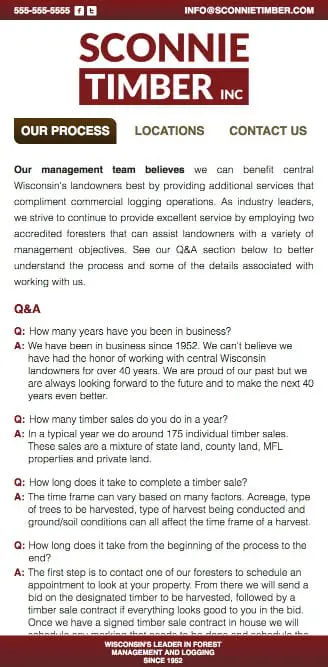 555-555-5555 INFO@SCONNIETIMBER.COM
SCONNIE
TIMBER INC
OUR PROCESS LOCATIONS CONTACT US
Our management team believes we can benefit central
Wisconsin's landowners best by providing additional services that
compliment commercial logging operations. As industry leaders,
we strive to continue to provide excellent service by employing two
accredited foresters that can assist landowners with a variety of
management objectives. See our Q&A section below to better
understand the process and some of the details associated with
working with us.
Q&A
Q: How many years have you been in business?
A: We have been in business since 1952. We can't believe we
have had the honor of working with central Wisconsin
landowners for over 40 years. We are proud of our past but we
are always looking forward to the future and to make the next 40
years even better.
Q: How many timber sales do you do in a year?
A: In a typical year we do around 175 individual timber sales.
These sales are a mixture of state land, county land, MFL
properties and private land.
Q: How long does it take to complete a timber sale?
A: The time frame can vary based on many factors. Acreage, type
of trees to be harvested, type of harvest being conducted and
ground/soil conditions can all affect the time frame of a harvest.
Q: How long does it take from the beginning of the process to the
end?
A: The first step is to contact one of our foresters to schedule an
appointment to look at your property. From there we will send a
bid on the designated timber to be harvested, followed by a
timber sale contract if everything looks good to you in the bid.
Once we have a signed timber sale contract in house we will
schedule any marking that needs to be done and schedule the
WISCONSIN'S LEADER IN FOREST
MANAGEMENT AND LOGGING
SINCE 1952